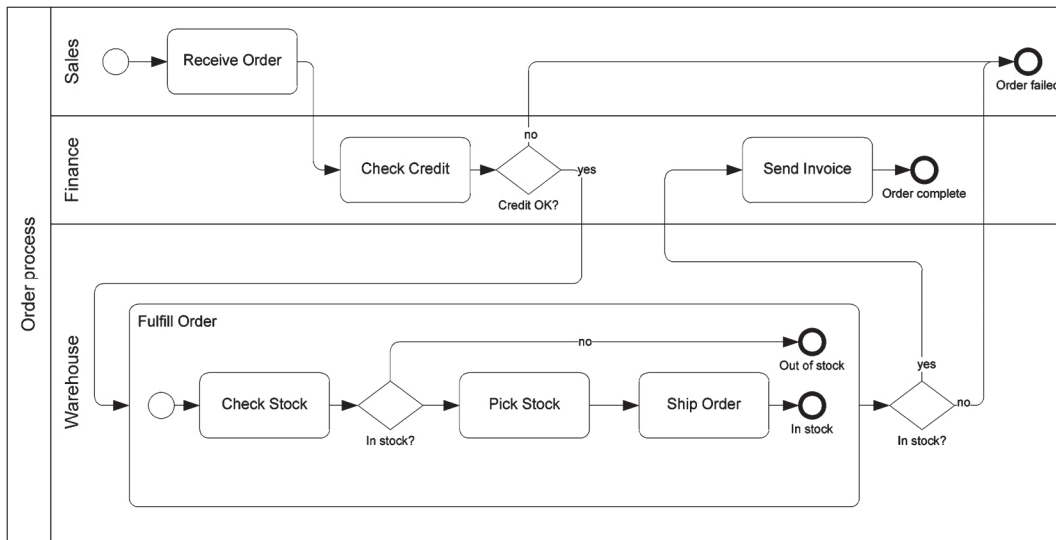 Order process
Sales
Receive Order
Order failed
Finance
Check Credit
no
yes
Credit OK?
Send Invoice
Order complete
Warehouse
Fulfill Order
no
Out of stock
Check Stock
In stock?
Pick Stock
Ship Order
In stock
yes
no
In stock?